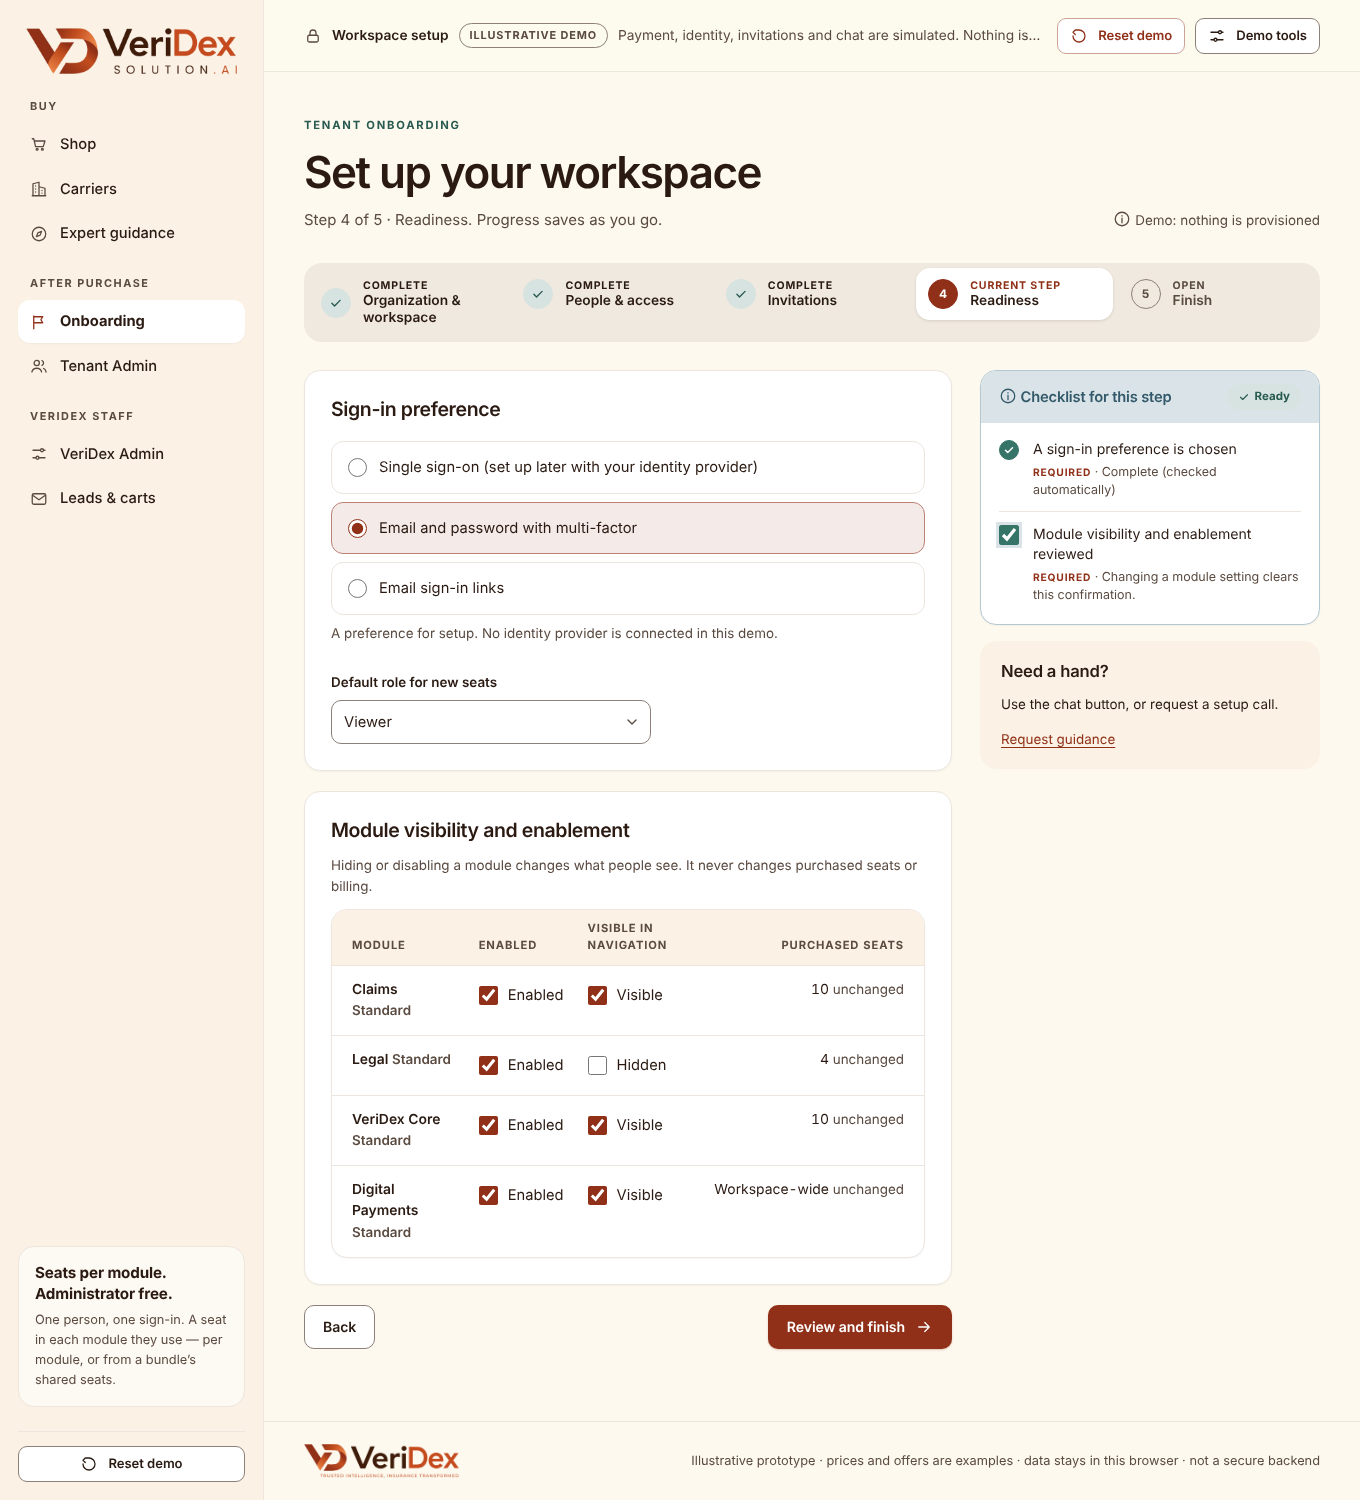 VeriDex
SOLUTION.AI
BUY
Shop
Carriers
Expert guidance
AFTER PURCHASE
Onboarding
Tenant Admin
VERIDEX STAFF
VeriDex Admin
Leads & carts
Seats per module.
Administrator free.
One person, one sign-in. A seat
in each module they use — per
module, or from a bundle's
shared seats.
Reset demo
Workspace setup
ILLUSTRATIVE DEMO
Payment, identity, invitations and chat are simulated. Nothing is...
Reset demo
Demo tools
TENANT ONBOARDING
Set up your workspace
Step 4 of 5 · Readiness. Progress saves as you go.
Demo: nothing is provisioned
COMPLETE
Organization &
workspace
COMPLETE
People & access
COMPLETE
Invitations
4
CURRENT STEP
Readiness
5
OPEN
Finish
Sign-in preference
Single sign-on (set up later with your identity provider)
Email and password with multi-factor
Email sign-in links
A preference for setup. No identity provider is connected in this demo.
Default role for new seats
Viewer
Checklist for this step
Ready
A sign-in preference is chosen
REQUIRED · Complete (checked
automatically)
Module visibility and enablement
reviewed
REQUIRED · Changing a module setting clears
this confirmation.
Need a hand?
Use the chat button, or request a setup call.
Request guidance
Module visibility and enablement
Hiding or disabling a module changes what people see. It never changes purchased seats or
billing.
MODULE
ENABLED
VISIBLE IN
NAVIGATION
PURCHASED SEATS
Claims
Standard
Enabled
Visible
10 unchanged
Legal Standard
Enabled
Hidden
4 unchanged
VeriDex Core
Standard
Enabled
Visible
10 unchanged
Digital
Payments
Standard
Enabled
Visible
Workspace-wide unchanged
Back
Review and finish
VeriDex
TRUSTED INTELLIGENCE, INSURANCE TRANSFORMED
Illustrative prototype · prices and offers are examples · data stays in this browser · not a secure backend